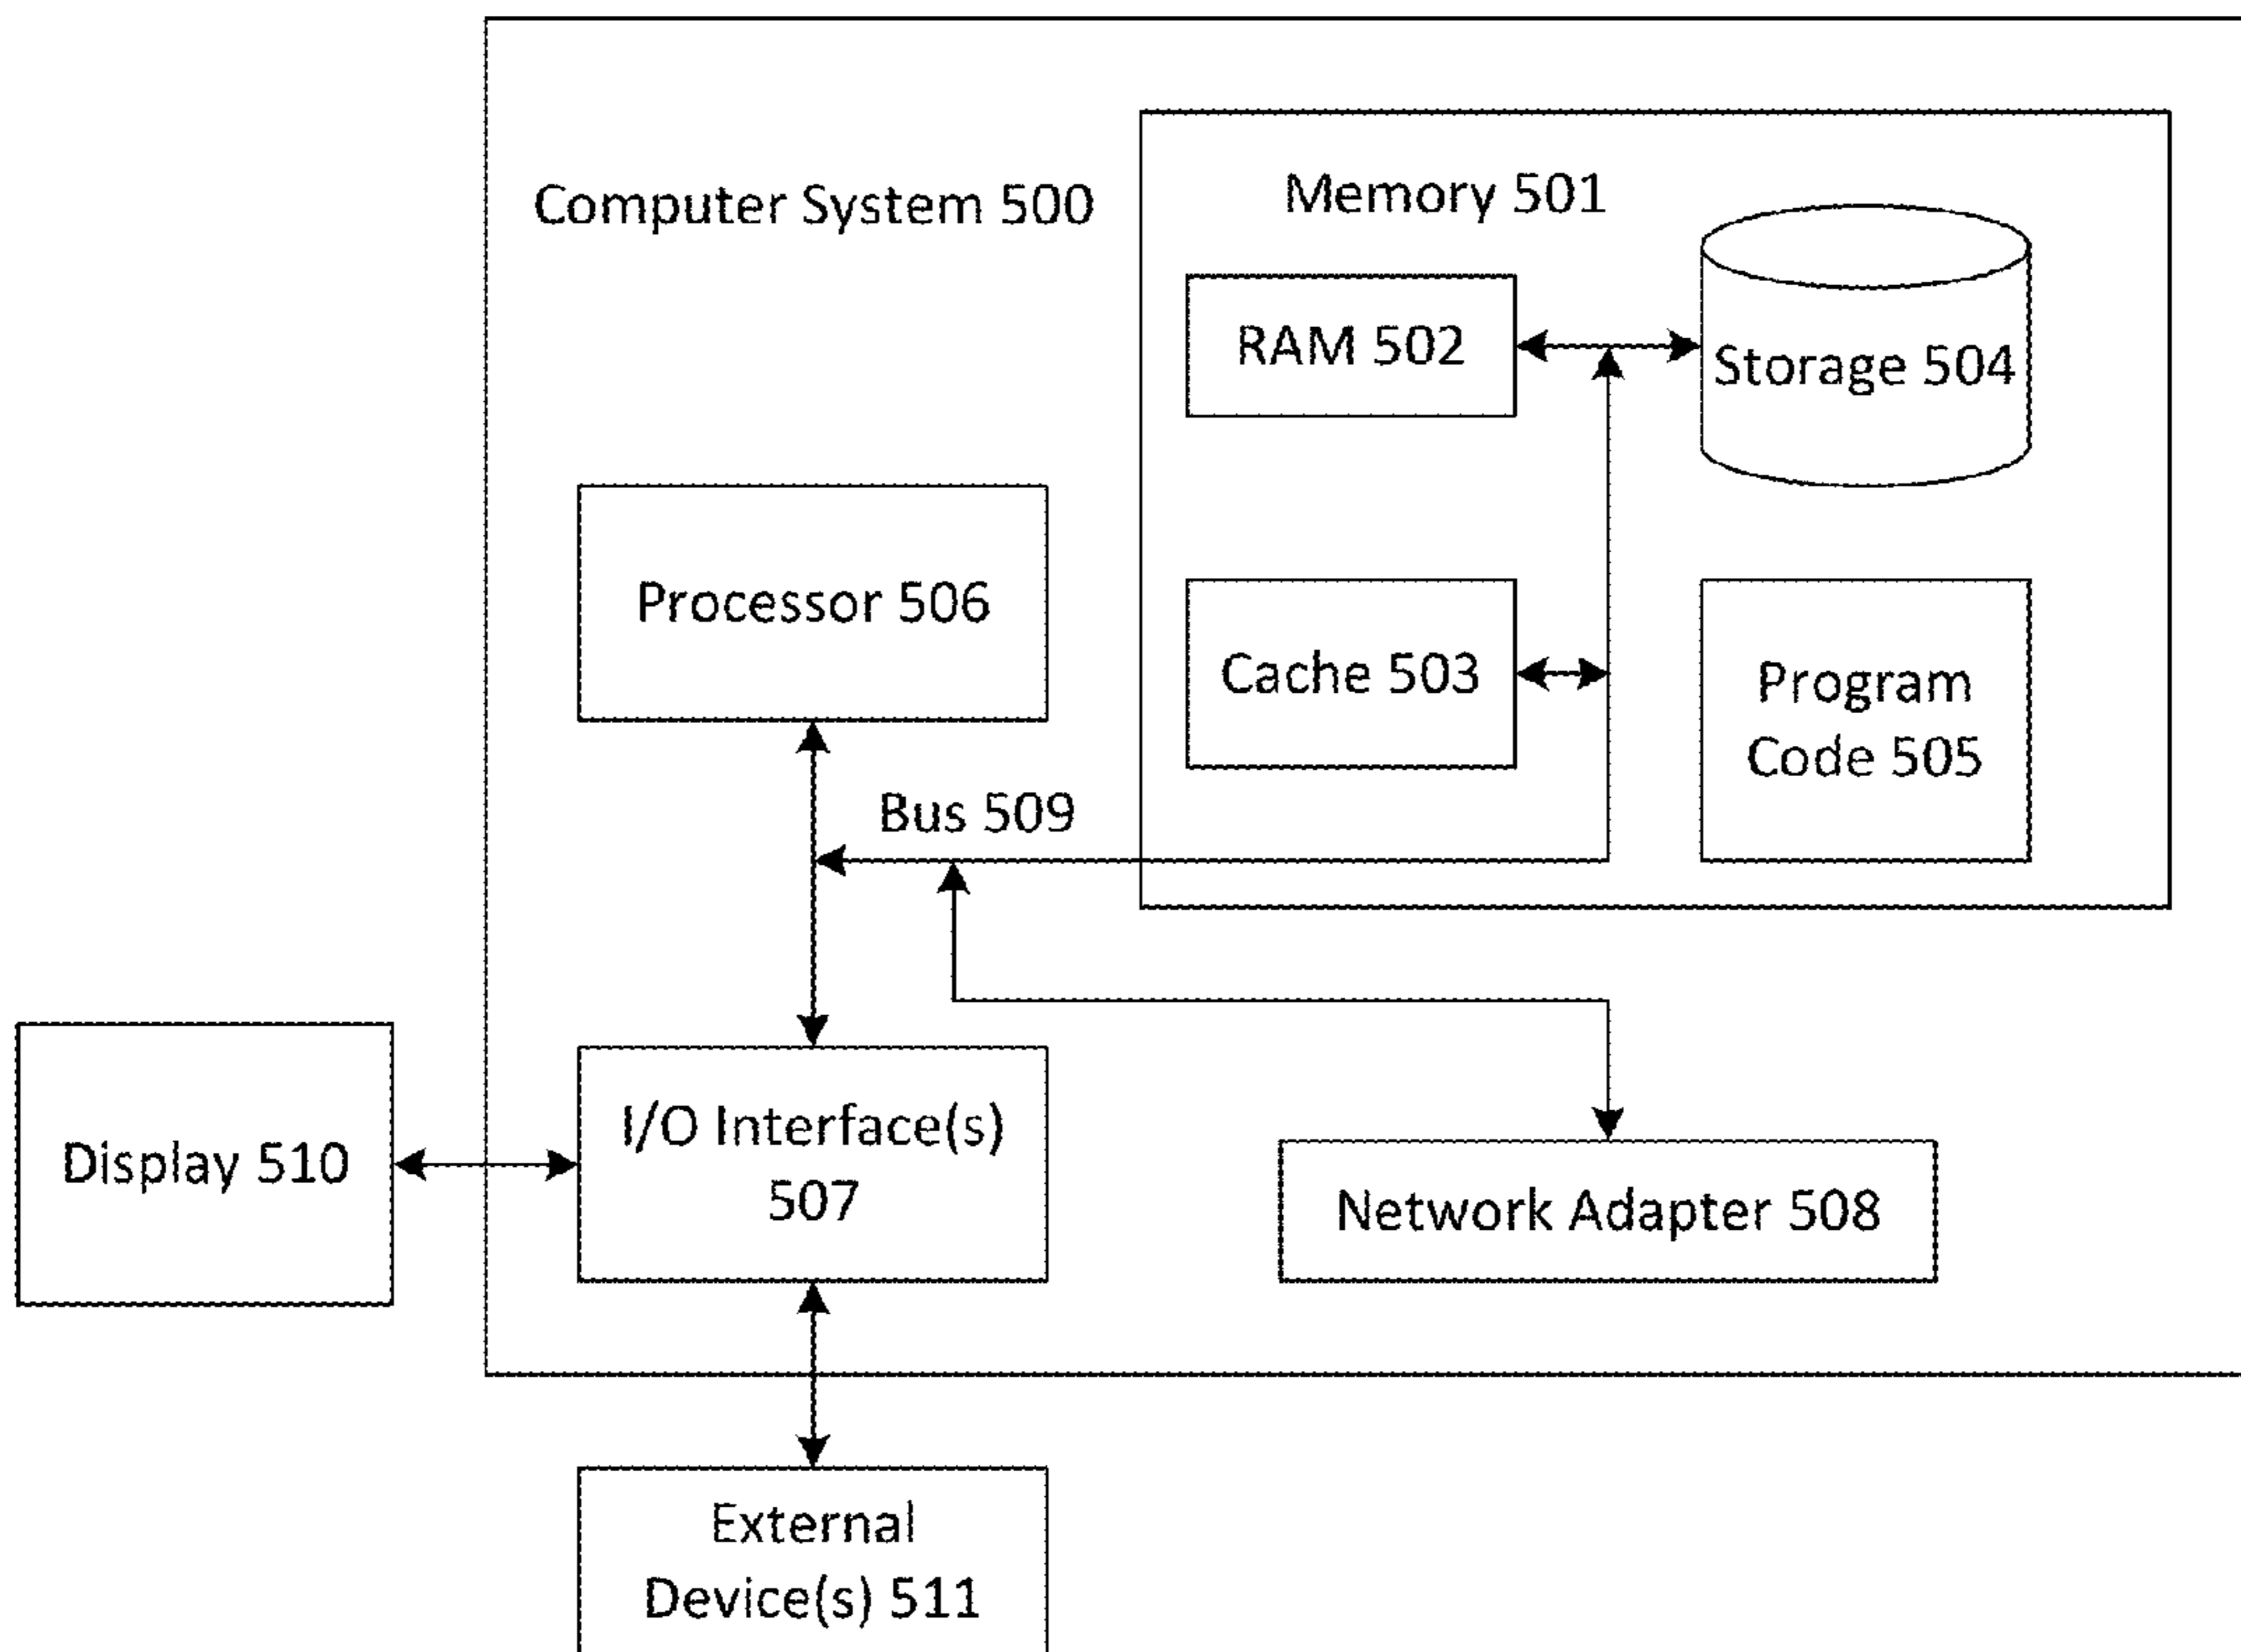 Computer System 500
Memory 501
RAM 502
Storage 504
Processor 506
Cache 503
Program
Code 505
Bus 509
Display 510
I/O Interface(s)
507
Network Adapter 508
External
Device(s) 511